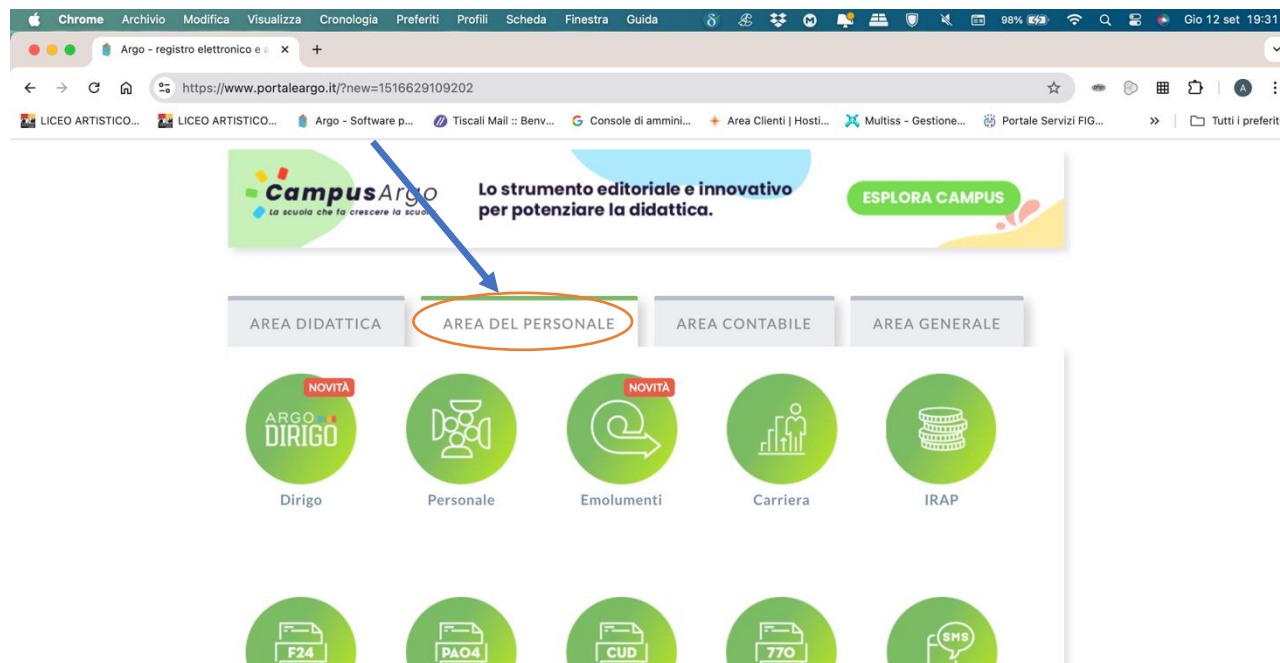 Chrome Archivio Modifica Visualizza Cronologia Preferiti Profili Scheda Finestra Guida 98% Gio 12 set 19:31
Argo - registro elettronico e a
https://www.portaleargo.it/?new=1516629109202 A
LICEO ARTISTICO... LICEO ARTISTICO... Argo - Software p... Tiscali Mail :: Benv... Console di ammini... Area Clienti | Hosti... Multiss - Gestione... Portale Servizi FIG... Tutti i preferit
CampusArgo
La scuola che fa crescere la scuola
Lo strumento editoriale e innovativo
per potenziare la didattica.
ESPLORA CAMPUS
AREA DIDATTICA AREA DEL PERSONALE AREA CONTABILE AREA GENERALE
NOVITÀ NOVITÀ
ARGO
DIRIGO
Dirigo Personale Emolumenti Carriera IRAP
F24 PA04 CUD 770 SMS